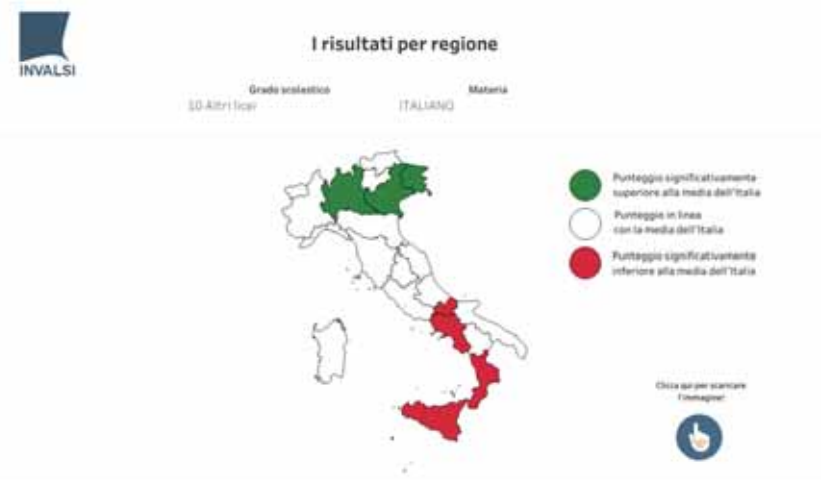 INVALSI
I risultati per regione
Grado scolastico
Materia
10 Altri licei
ITALIANO
Punteggio significativamente
superiore alla media dell'Italia
Punteggio in linea
con la media dell'Italia
Punteggio significativamente
inferiore alla media dell'Italia
Clicca qui per scaricare
l'immagine!